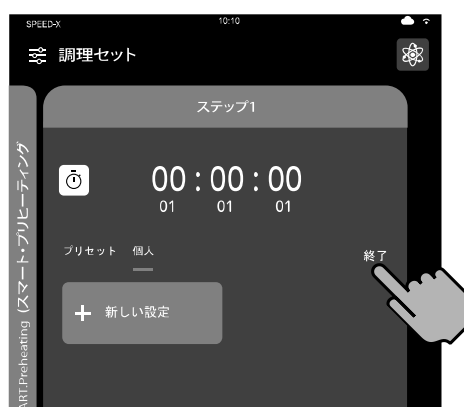 SPEED-X
10:10
調理セット
ステップ1
00 : 00 : 00
01 01 01
プリセット 個人
終了
新しい設定
ART.Preheating (スマート・プリヒーティング